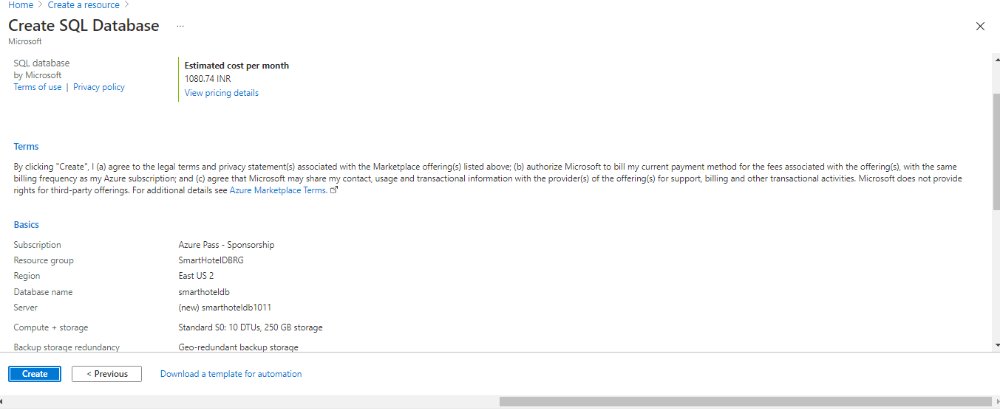 Home > Create a resource >
Create SQL Database ...
Microsoft
SQL database
by Microsoft
Terms of use | Privacy policy
Estimated cost per month
1080.74 INR
View pricing details
Terms
By clicking "Create", I (a) agree to the legal terms and privacy statement(s) associated with the Marketplace offering(s) listed above; (b) authorize Microsoft to bill my current payment method for the fees associated with the offering(s), with the same
billing frequency as my Azure subscription; and (c) agree that Microsoft may share my contact, usage and transactional information with the provider(s) of the offering(s) for support, billing and other transactional activities. Microsoft does not provide
rights for third-party offerings. For additional details see Azure Marketplace Terms.
Basics
Subscription Azure Pass - Sponsorship
Resource group SmartHotelDBRG
Region East US 2
Database name smarthoteldb
Server (new) smarthoteldb1011
Compute + storage Standard S0: 10 DTUs, 250 GB storage
Backup storage redundancy Geo-redundant backup storage
Create < Previous Download a template for automation